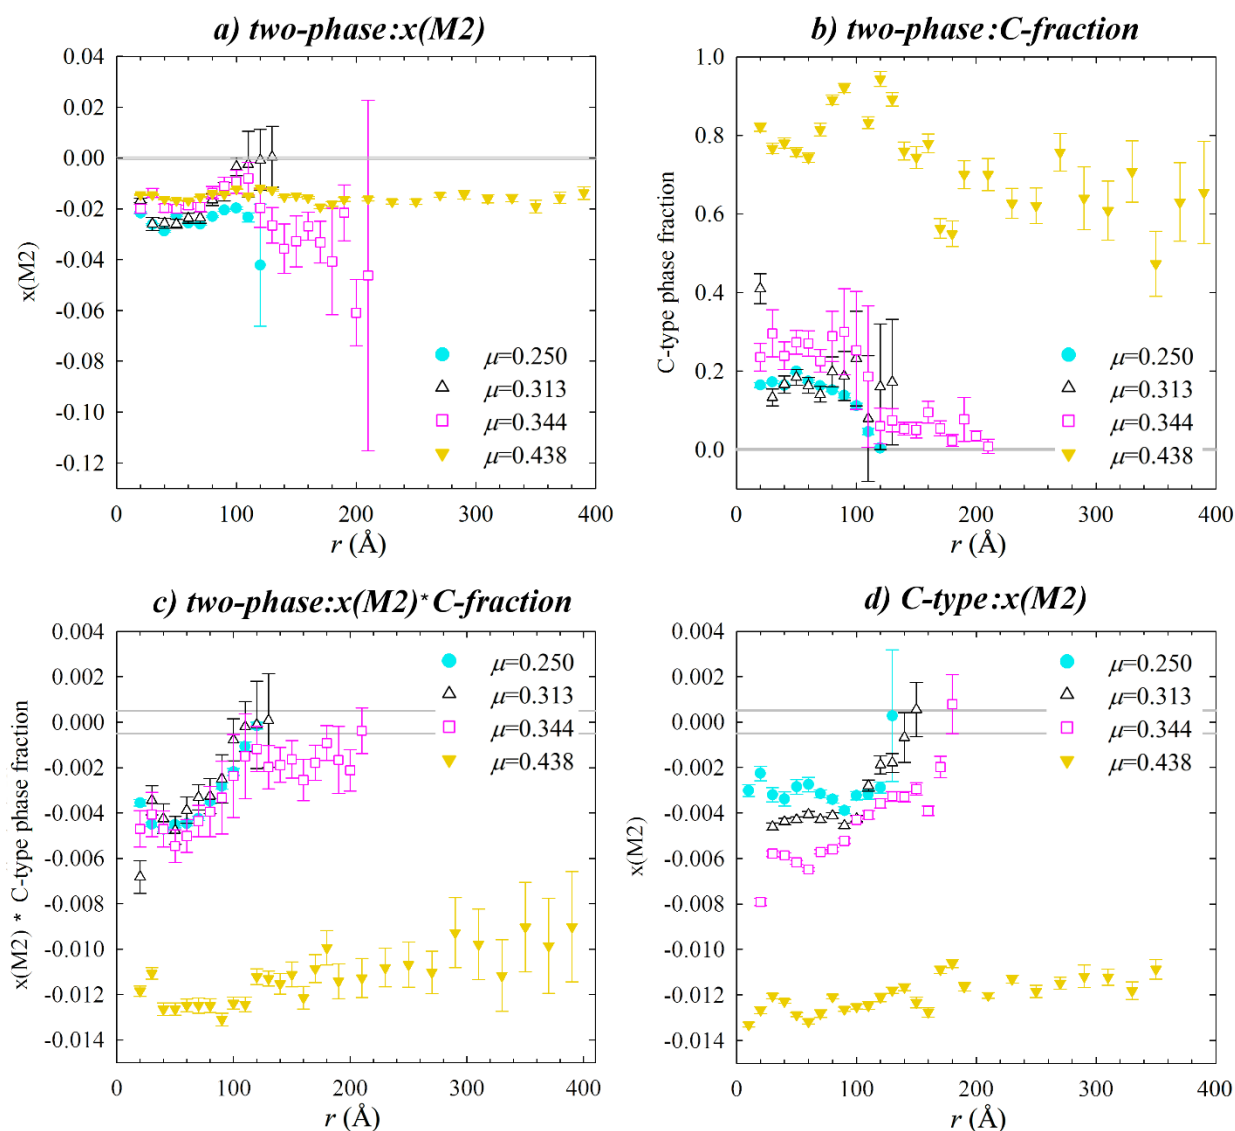 a) two-phase:x(M2)
0.04
0.02
0.00
-0.02
-0.04
-0.06
-0.08
-0.10
-0.12
x(M2)
μ=0.250
μ=0.313
μ=0.344
μ=0.438
0 100 200 300 400
r (Å)
b) two-phase:C-fraction
1.0
0.8
0.6
0.4
0.2
0.0
C-type phase fraction
μ=0.250
μ=0.313
μ=0.344
μ=0.438
0 100 200 300 400
r (Å)
c) two-phase:x(M2)*C-fraction
0.004
0.002
0.000
-0.002
-0.004
-0.006
-0.008
-0.010
-0.012
-0.014
x(M2) * C-type phase fraction
μ=0.250
μ=0.313
μ=0.344
μ=0.438
0 100 200 300 400
r (Å)
d) C-type:x(M2)
0.004
0.002
0.000
-0.002
-0.004
-0.006
-0.008
-0.010
-0.012
-0.014
x(M2)
μ=0.250
μ=0.313
μ=0.344
μ=0.438
0 100 200 300 400
r (Å)